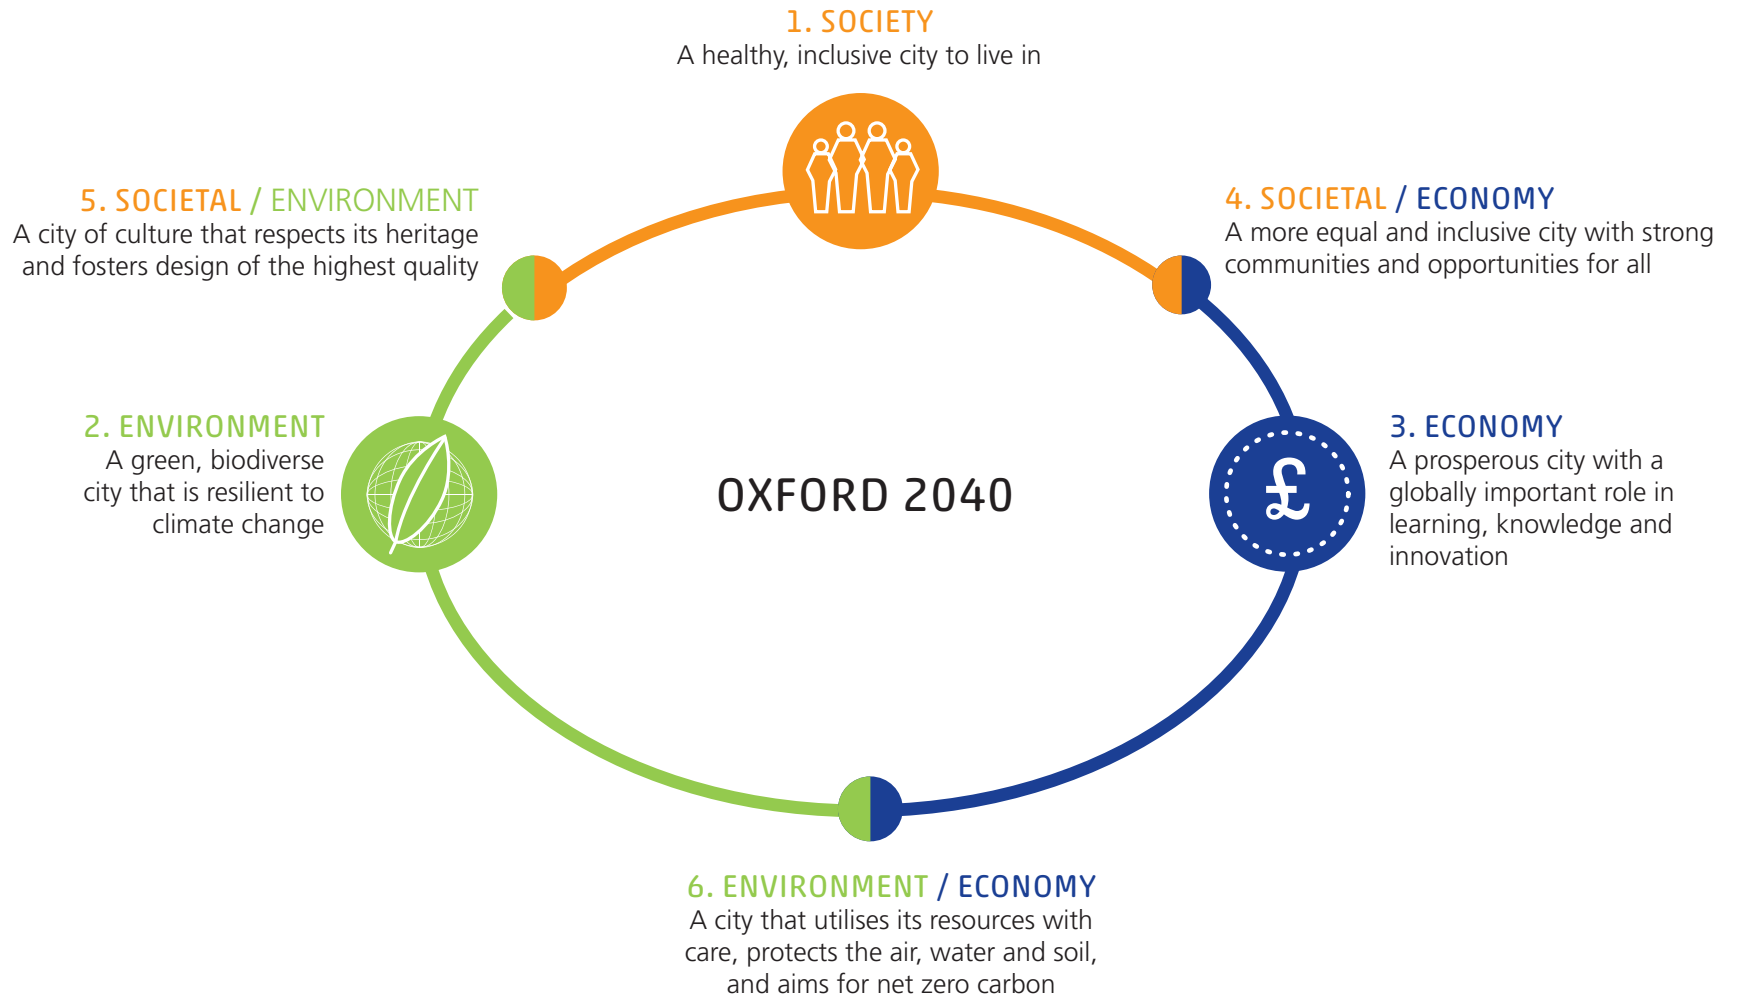 1. SOCIETY
A healthy, inclusive city to live in
5. SOCIETAL / ENVIRONMENT
A city of culture that respects its heritage
and fosters design of the highest quality
4. SOCIETAL / ECONOMY
A more equal and inclusive city with strong
communities and opportunities for all
2. ENVIRONMENT
A green, biodiverse
city that is resilient to
climate change
OXFORD 2040
£
3. ECONOMY
A prosperous city with a
globally important role in
learning, knowledge and
innovation
6. ENVIRONMENT / ECONOMY
A city that utilises its resources with
care, protects the air, water and soil,
and aims for net zero carbon